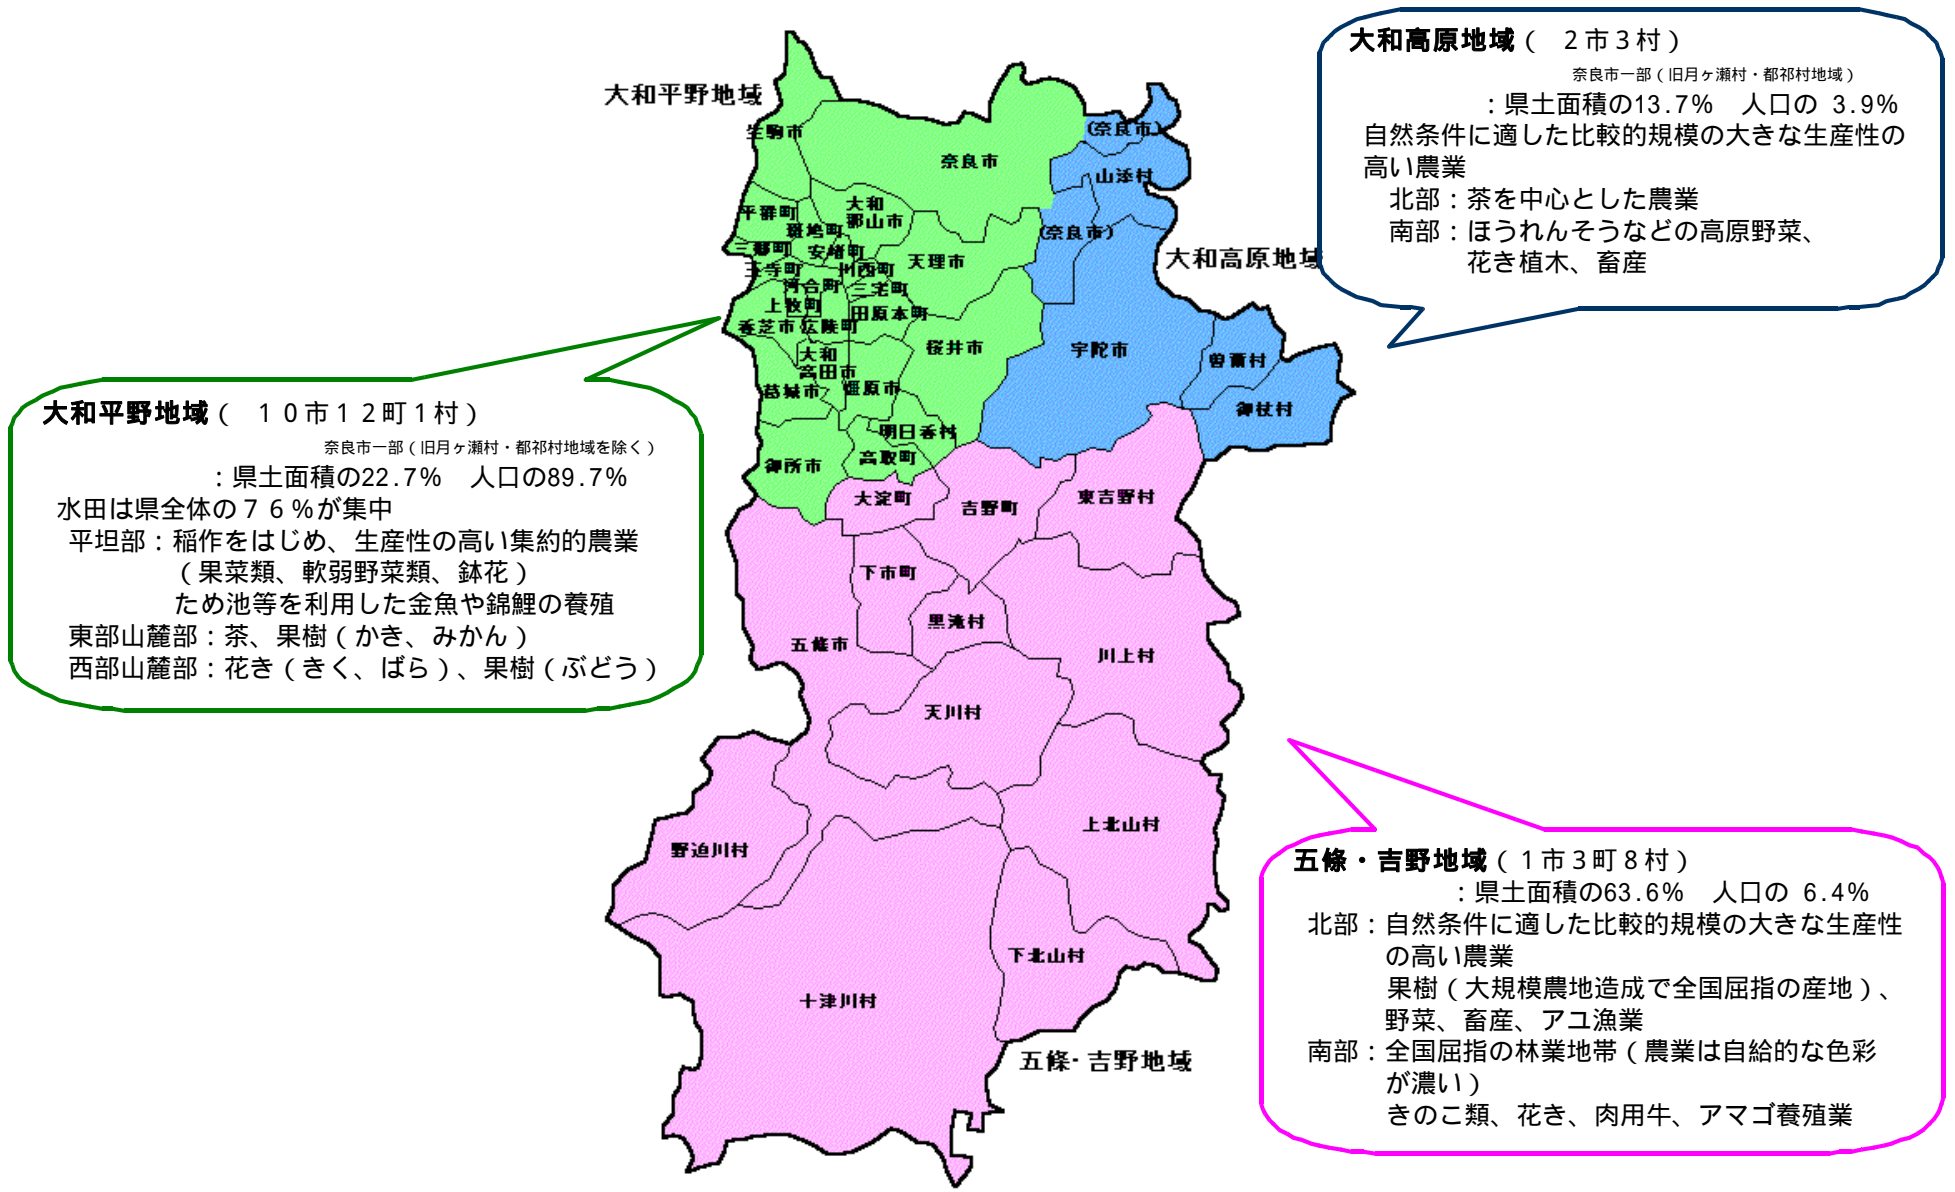 大和高原地域(　2市3村)
奈良市一部(旧月ヶ瀬村・都祁村地域)
:県土面積の13.7%　人口の 3.9%
自然条件に適した比較的規模の大きな生産性の
高い農業
北部:茶を中心とした農業
南部:ほうれんそうなどの高原野菜、
花き植木、畜産
大和平野地域
生駒市
奈良市
(奈良市)
山添村
平群町
大和
郡山市
斑鳩町
(奈良市)
三郷町
安堵町
大和高原地域
王寺町
川西町
天理市
河合町
三宅町
上牧町
田原本町
香芝市
広陵町
桜井市
宇陀市
大和
高田市
曽爾村
葛城市
橿原市
御杖村
明日香村
御所市
高取町
大淀町
吉野町
東吉野村
下市町
黒滝村
五條市
川上村
天川村
上北山村
野迫川村
下北山村
十津川村
五條・吉野地域
大和平野地域(　10市12町1村)
奈良市一部(旧月ヶ瀬村・都祁村地域を除く)
:県土面積の22.7%　人口の89.7%
水田は県全体の76%が集中
平坦部:稲作をはじめ、生産性の高い集約的農業
(果菜類、軟弱野菜類、鉢花)
ため池等を利用した金魚や錦鯉の養殖
東部山麓部:茶、果樹(かき、みかん)
西部山麓部:花き(きく、ばら)、果樹(ぶどう)
五條・吉野地域(1市3町8村)
:県土面積の63.6%　人口の 6.4%
北部:自然条件に適した比較的規模の大きな生産性
の高い農業
果樹(大規模農地造成で全国屈指の産地)、
野菜、畜産、アユ漁業
南部:全国屈指の林業地帯(農業は自給的な色彩
が濃い)
きのこ類、花き、肉用牛、アマゴ養殖業